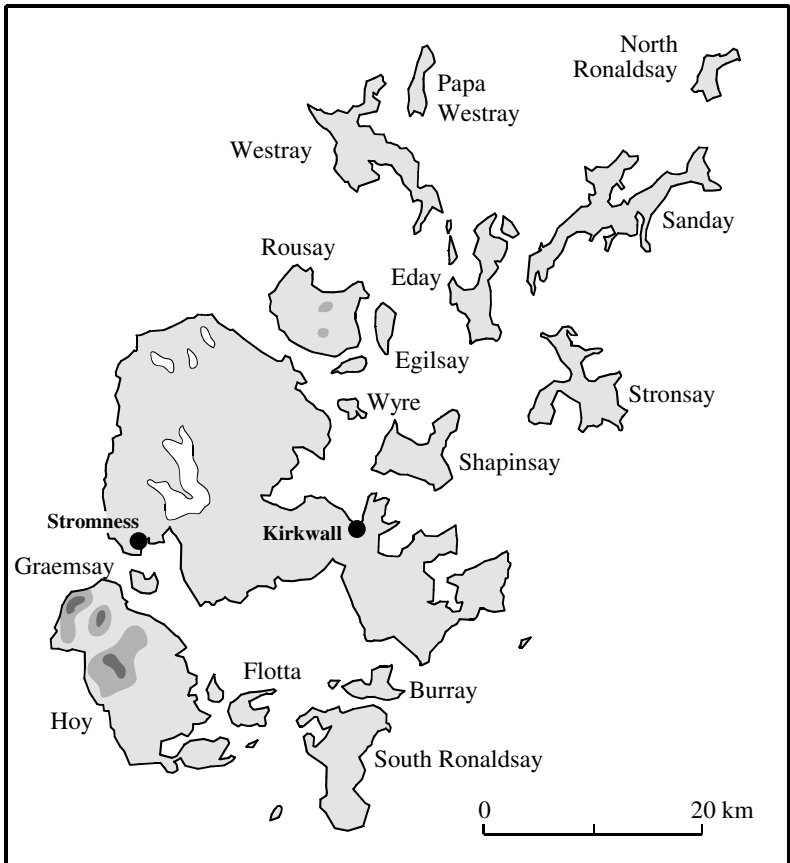 North
Ronaldsay
Papa
Westray
Westray
Sanday
Rousay
Eday
Egilsay
Stronsay
Wyre
Shapinsay
Stromness
Kirkwall
Graemsay
Flotta
Burray
Hoy
South Ronaldsay
0 20 km